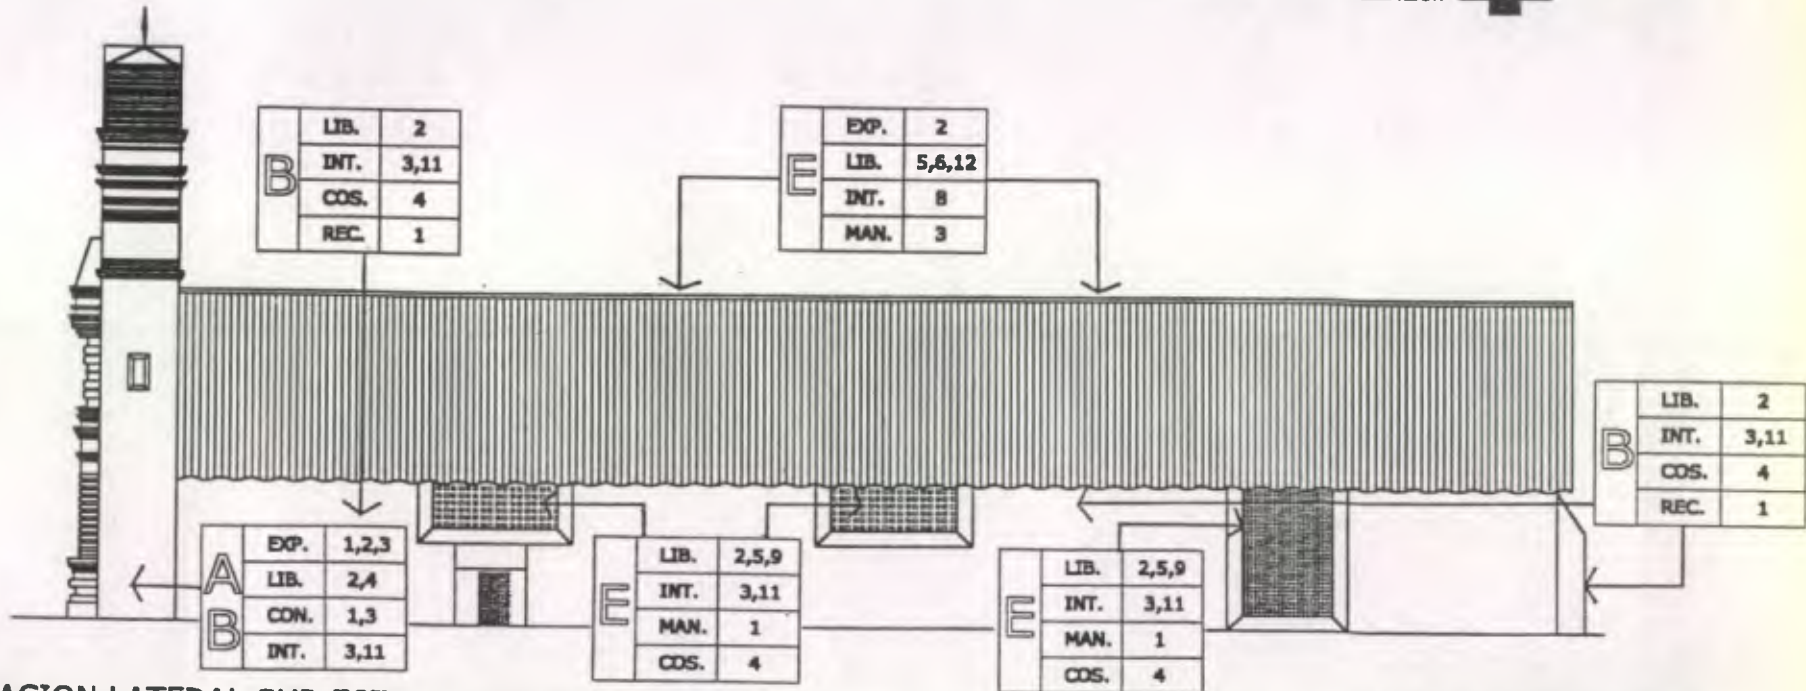 B
LIB. 2
INT. 3,11
COS. 4
REC. 1
E
EXP. 2
LIB. 5,6,12
INT. 8
MAN. 3
B
LIB. 2
INT. 3,11
COS. 4
REC. 1
A
B
EXP. 1,2,3
LIB. 2,4
CON. 1,3
INT. 3,11
E
LIB. 2,5,9
INT. 3,11
MAN. 1
COS. 4
E
LIB. 2,5,9
INT. 3,11
MAN. 1
COS. 4
LATERAL SUR